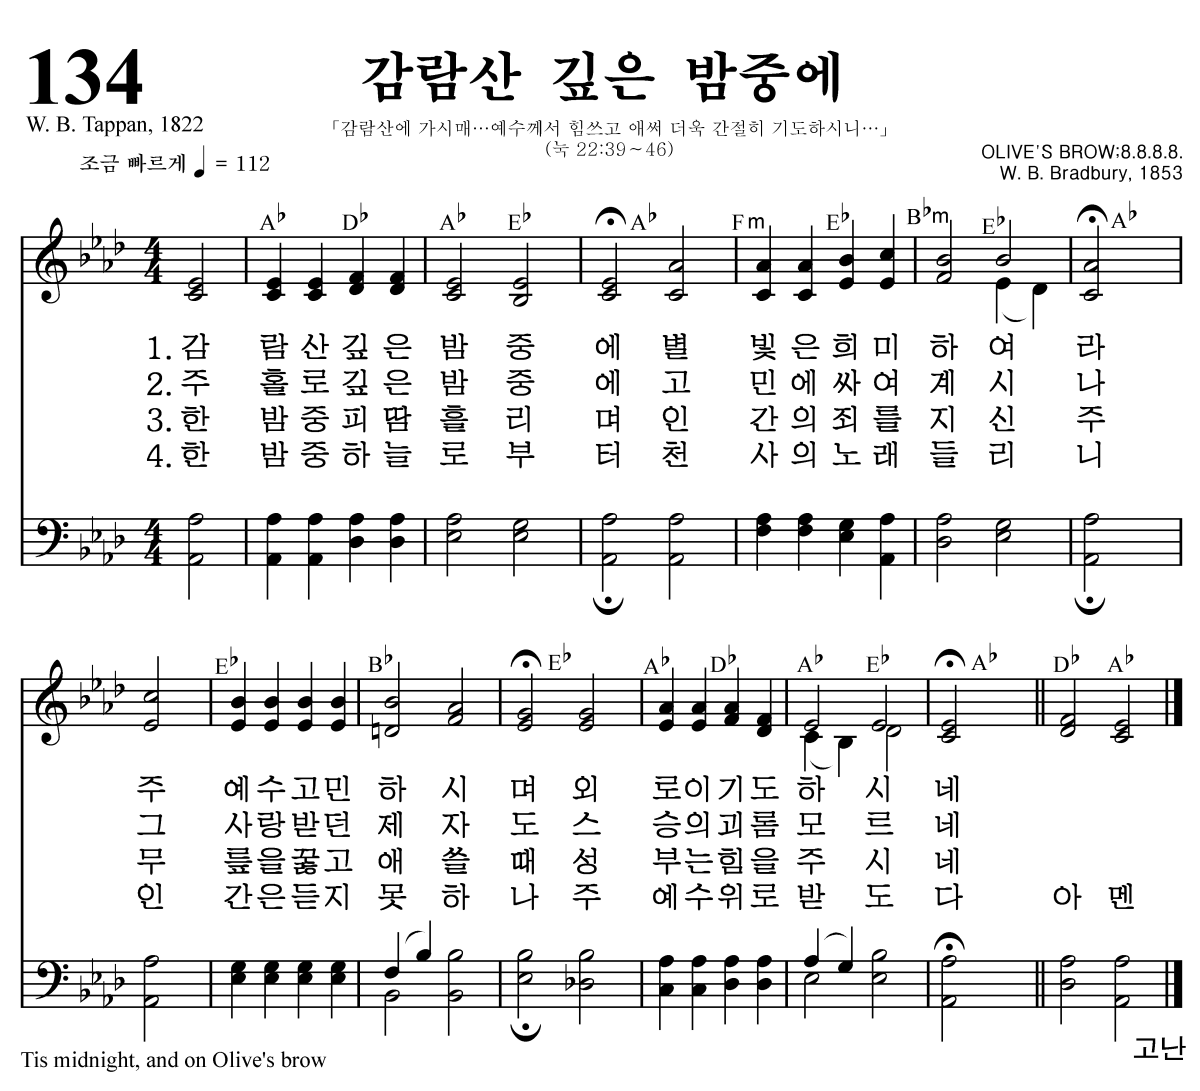 134
감람산 깊은 밤중에
W. B. Tappan, 1822
「감람산에 가시매…예수께서 힘쓰고 애써 더욱 간절히 기도하시니…」
(눅 22:39~46)
조금 빠르게 ♩ = 112
OLIVE'S BROW;8.8.8.8.
W. B. Bradbury, 1853
A♭ D♭ A♭ E♭ A♭ Fm E♭ B♭m E♭ A♭
1. 감 람 산 깊 은 밤 중 에 별 빛 은 희 미 하 여 라
2. 주 홀 로 깊 은 밤 중 에 고 민 에 싸 여 계 시 나
3. 한 밤 중 피 땀 흘 리 며 인 간 의 죄 를 지 신 주
4. 한 밤 중 하 늘 로 부 터 천 사 의 노 래 들 리 니
E♭ B♭ E♭ A♭ D♭ A♭ E♭ A♭ D♭ A♭
주 예 수 고 민 하 시 며 외 로 이 기 도 하 시 네
그 사 랑 받 던 제 자 도 스 승 의 괴 롬 모 르 네
무 릎 을 꿇 고 애 쓸 때 성 부 는 힘 을 주 시 네
인 간 은 듣 지 못 하 나 주 예 수 위 로 받 도 다 아 멘
Tis midnight, and on Olive's brow
고난